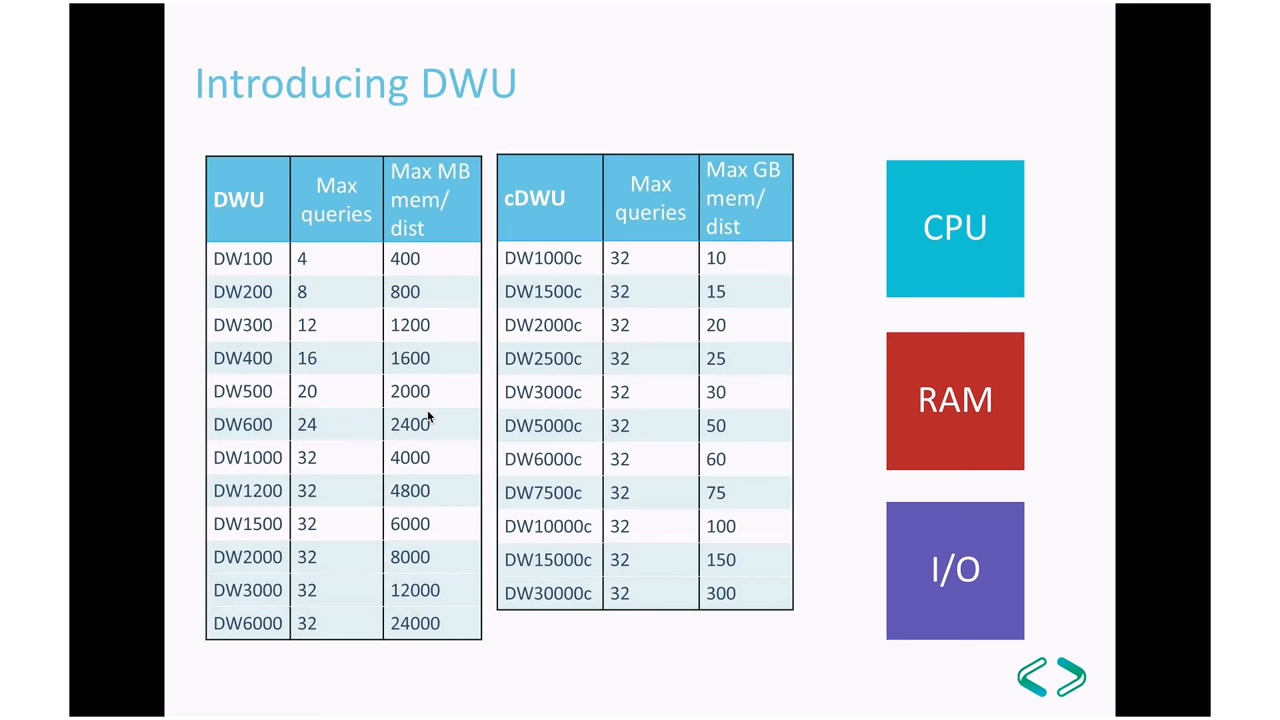 Introducing DWU
DWU Max queries Max MB mem/ dist
DW100 4 400
DW200 8 800
DW300 12 1200
DW400 16 1600
DW500 20 2000
DW600 24 2400
DW1000 32 4000
DW1200 32 4800
DW1500 32 6000
DW2000 32 8000
DW3000 32 12000
DW6000 32 24000
cDWU Max queries Max GB mem/ dist
DW1000c 32 10
DW1500c 32 15
DW2000c 32 20
DW2500c 32 25
DW3000c 32 30
DW5000c 32 50
DW6000c 32 60
DW7500c 32 75
DW10000c 32 100
DW15000c 32 150
DW30000c 32 300
CPU
RAM
I/O